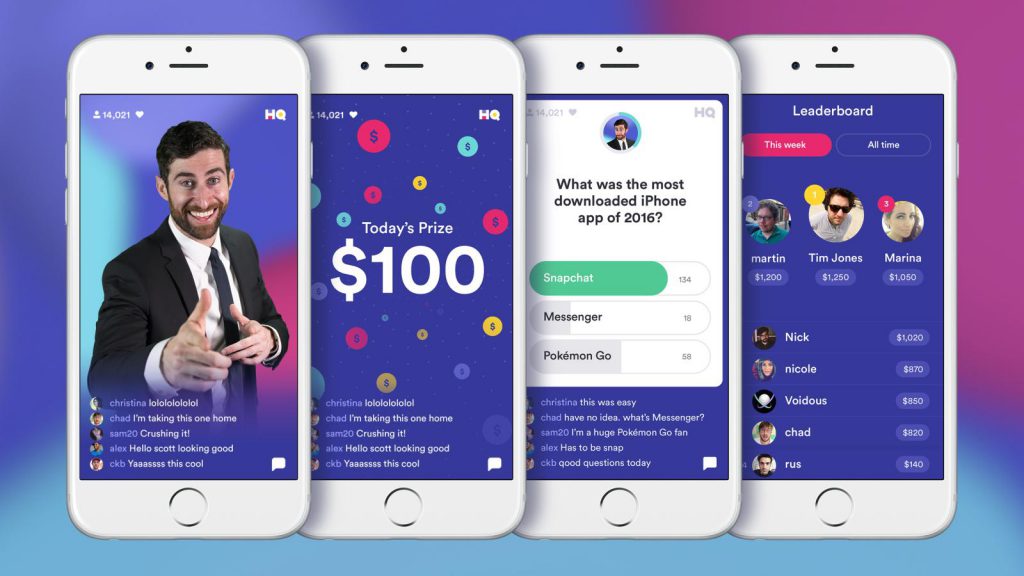 14,021
HQ
christina lolololololol
chad I'm taking this one home
sam20 Crushing it!
alex Hello scott looking good
ckb Yaaassss this cool
14,021
HQ
$
$
$
$
$
$
$
$
Today's Prize
$100
christina lolololololol
chad I'm taking this one home
sam20 Crushing it!
alex Hello scott looking good
ckb Yaaassss this cool
14,021
HQ
What was the most
downloaded iPhone
app of 2016?
Snapchat 134
Messenger 18
Pokémon Go 58
christina this was easy
chad have no idea. what's Messenger?
sam20 I'm a huge Pokémon Go fan
alex Has to be snap
ckb good questions today
Leaderboard
This week All time
2 1 3
martin Tim Jones Marina
$1,200 $1,250 $1,050
Nick $1,020
nicole $870
Voidous $850
chad $820
4 rus $140